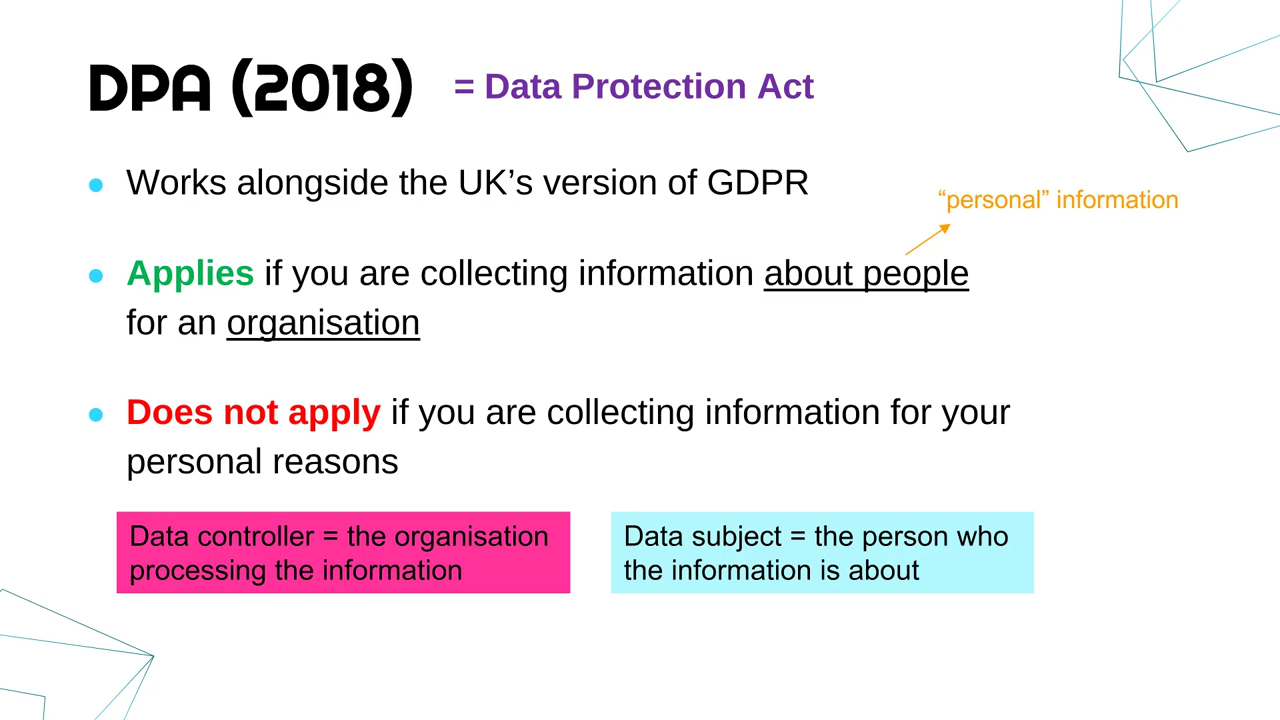 DPA (2018) = Data Protection Act
• Works alongside the UK’s version of GDPR
“personal” information
• Applies if you are collecting information about people
for an organisation
• Does not apply if you are collecting information for your
personal reasons
Data controller = the organisation
processing the information
Data subject = the person who
the information is about